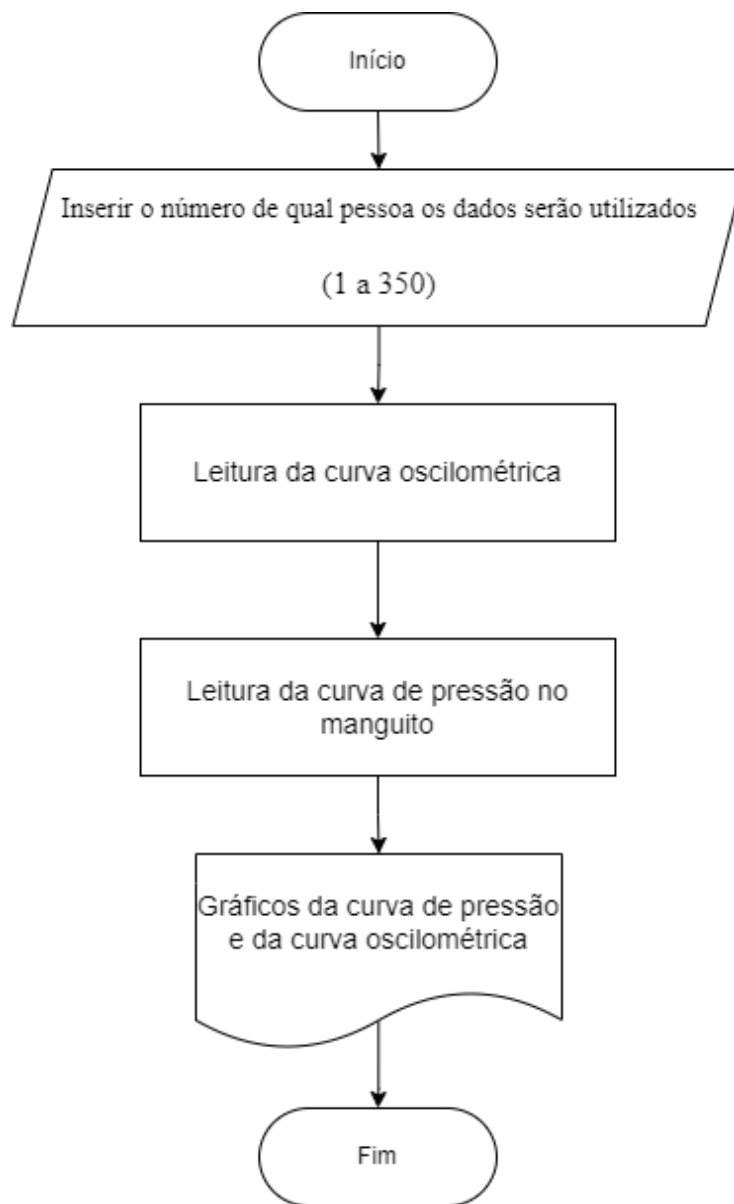 Início
Inserir o número de qual pessoa os dados serão utilizados
(1 a 350)
Leitura da curva oscilométrica
Leitura da curva de pressão no
manguito
Gráficos da curva de pressão
e da curva oscilométrica
Fim